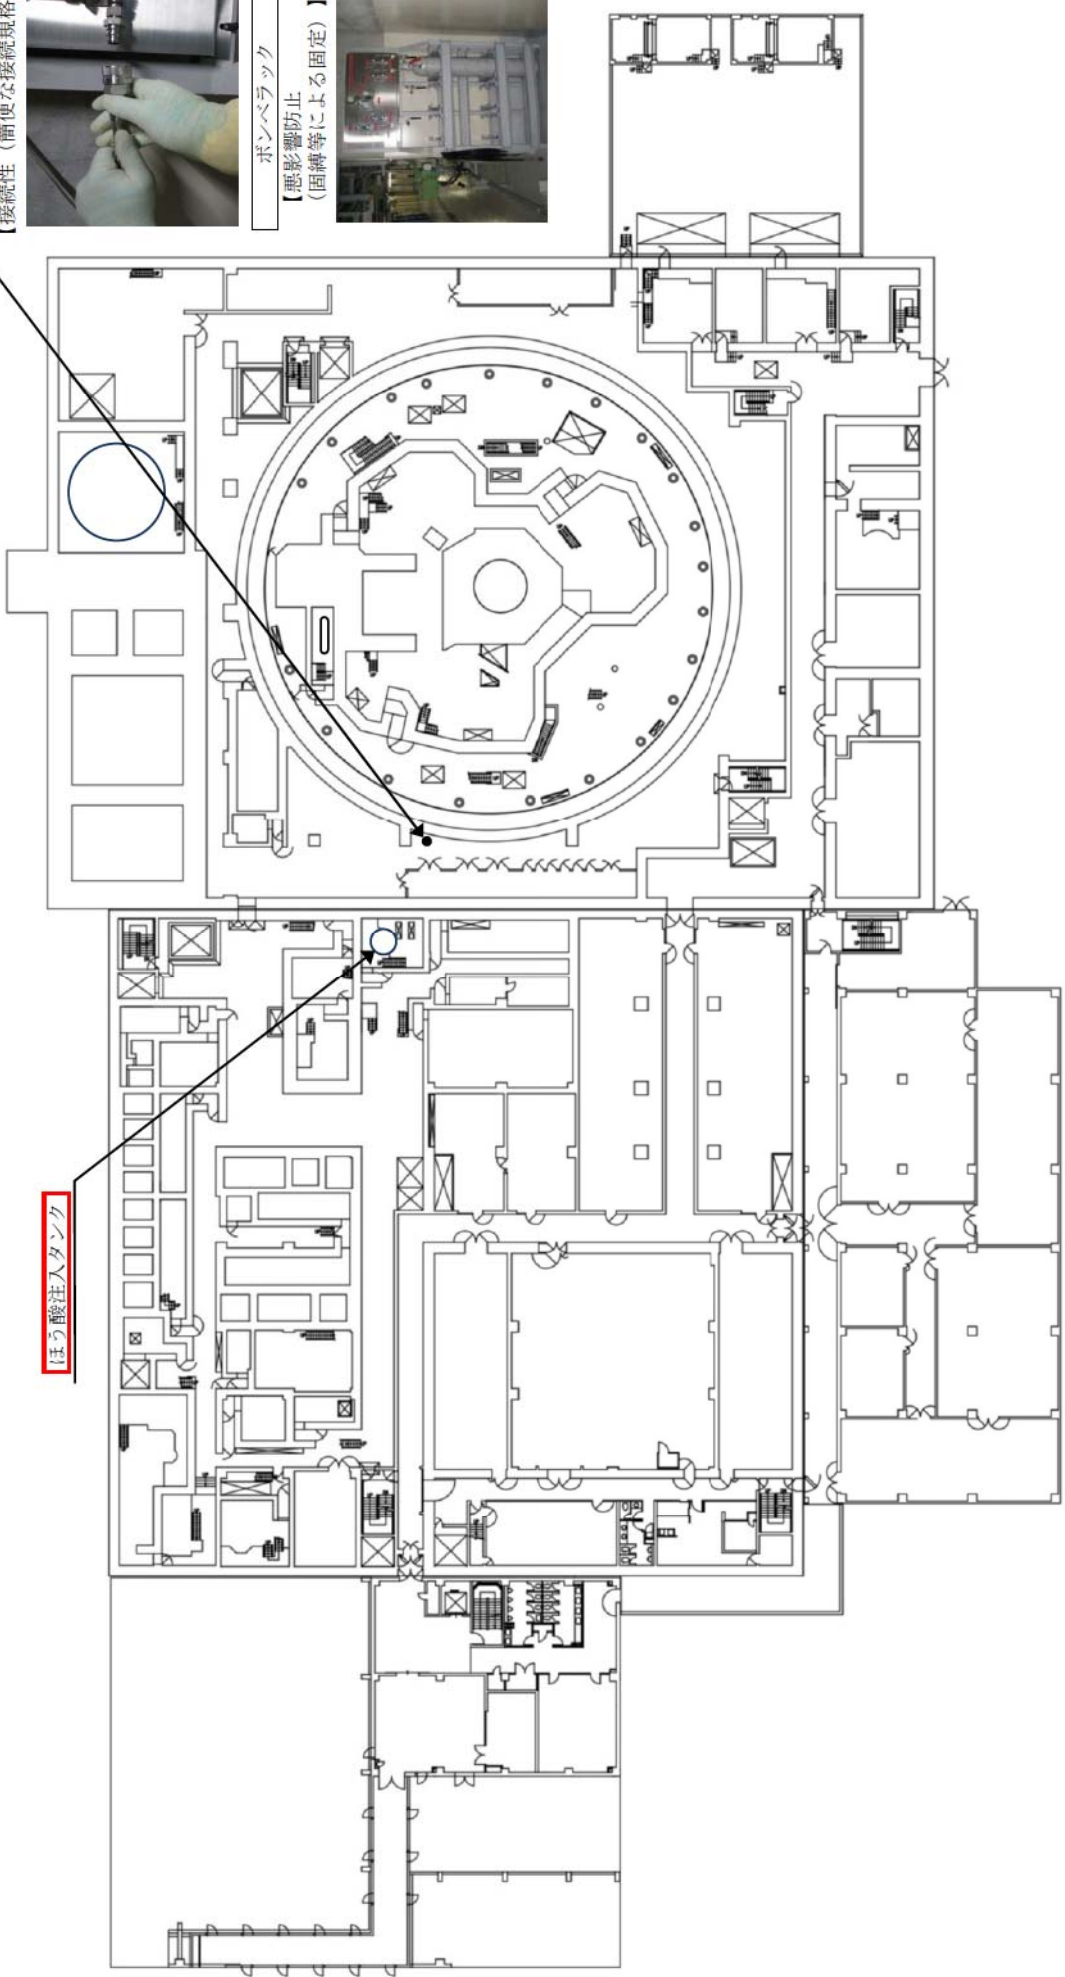 【接続性（簡便な接続規格
ボンベラック
【悪影響防止
（固縛等による固定）】
ほう酸注入タンク